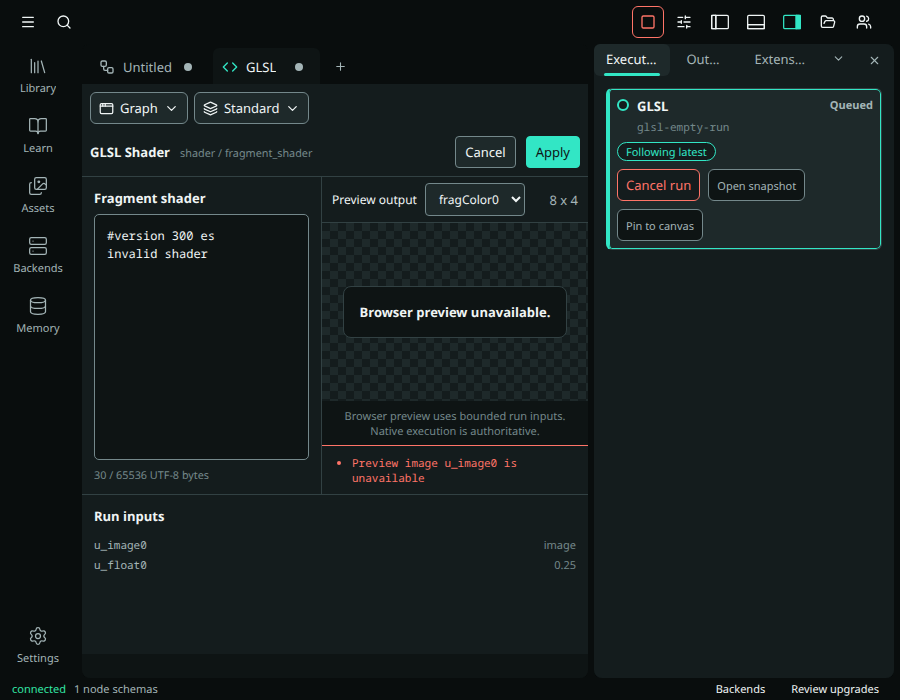 Library
Learn
Assets
Backends
Memory
Settings
Untitled
GLSL
Graph
Standard
GLSL Shader
shader / fragment_shader
Cancel
Apply
Fragment shader
#version 300 es
invalid shader
30 / 65536 UTF-8 bytes
Preview output
fragColor0
8 x 4
Browser preview unavailable.
Browser preview uses bounded run inputs.
Native execution is authoritative.
• Preview image u_image0 is
unavailable
Run inputs
u_image0 image
u_float0 0.25
Execut...
Out...
Extens...
GLSL
Queued
glsl-empty-run
Following latest
Cancel run
Open snapshot
Pin to canvas
connected
1 node schemas
Backends
Review upgrades